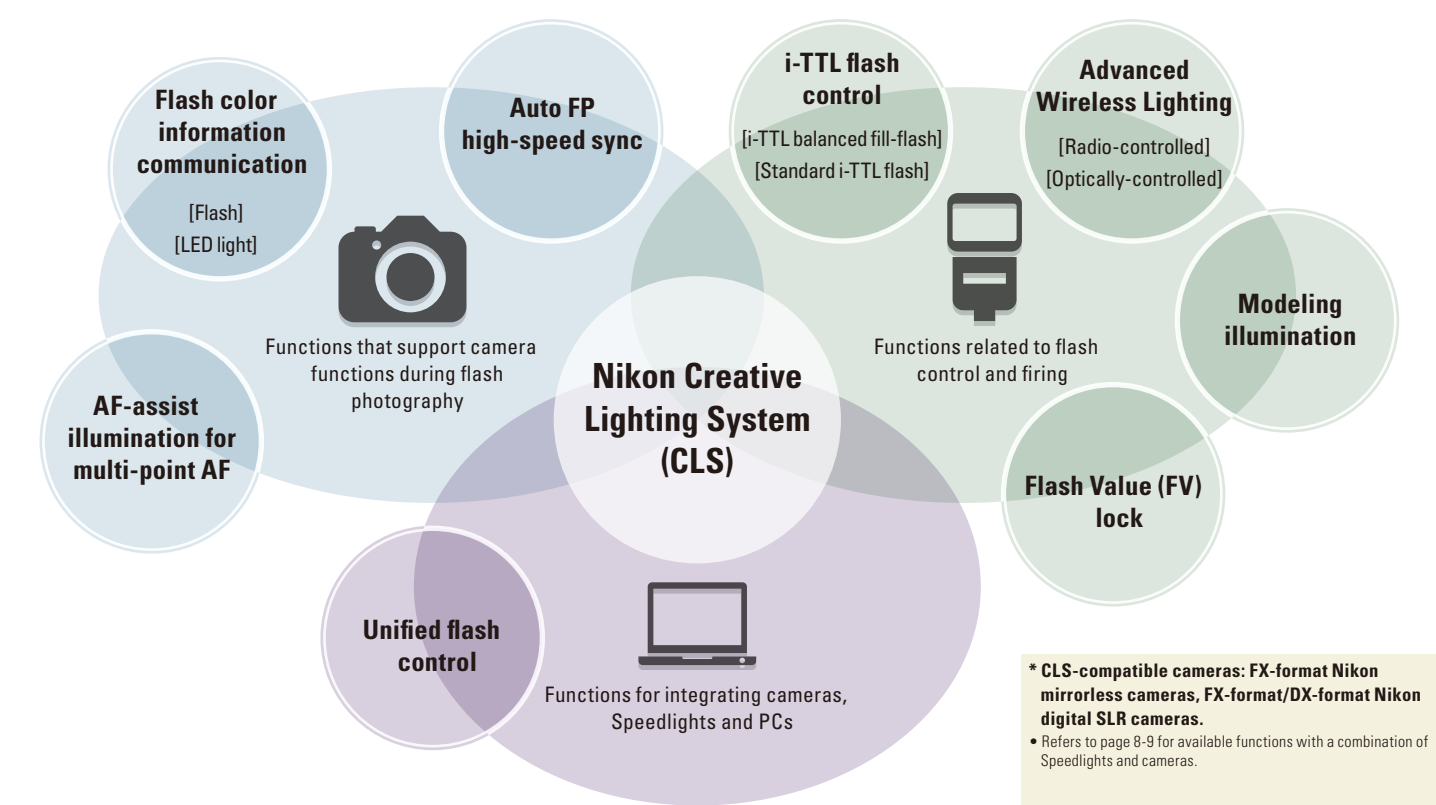 Flash color
information
communication
[Flash]
[LED light]
Auto FP
high-speed sync
i-TTL flash
control
[i-TTL balanced fill-flash]
[Standard i-TTL flash]
Advanced
Wireless Lighting
[Radio-controlled]
[Optically-controlled]
Modeling
illumination
Flash Value (FV)
lock
Functions related to flash
control and firing
Functions that support camera
functions during flash
photography
AF-assist
illumination for
multi-point AF
Nikon Creative
Lighting System
(CLS)
Unified flash
control
Functions for integrating cameras,
Speedlights and PCs
* CLS-compatible cameras: FX-format Nikon
mirrorless cameras, FX-format/DX-format Nikon
digital SLR cameras.
• Refers to page 8-9 for available functions with a combination of
Speedlights and cameras.